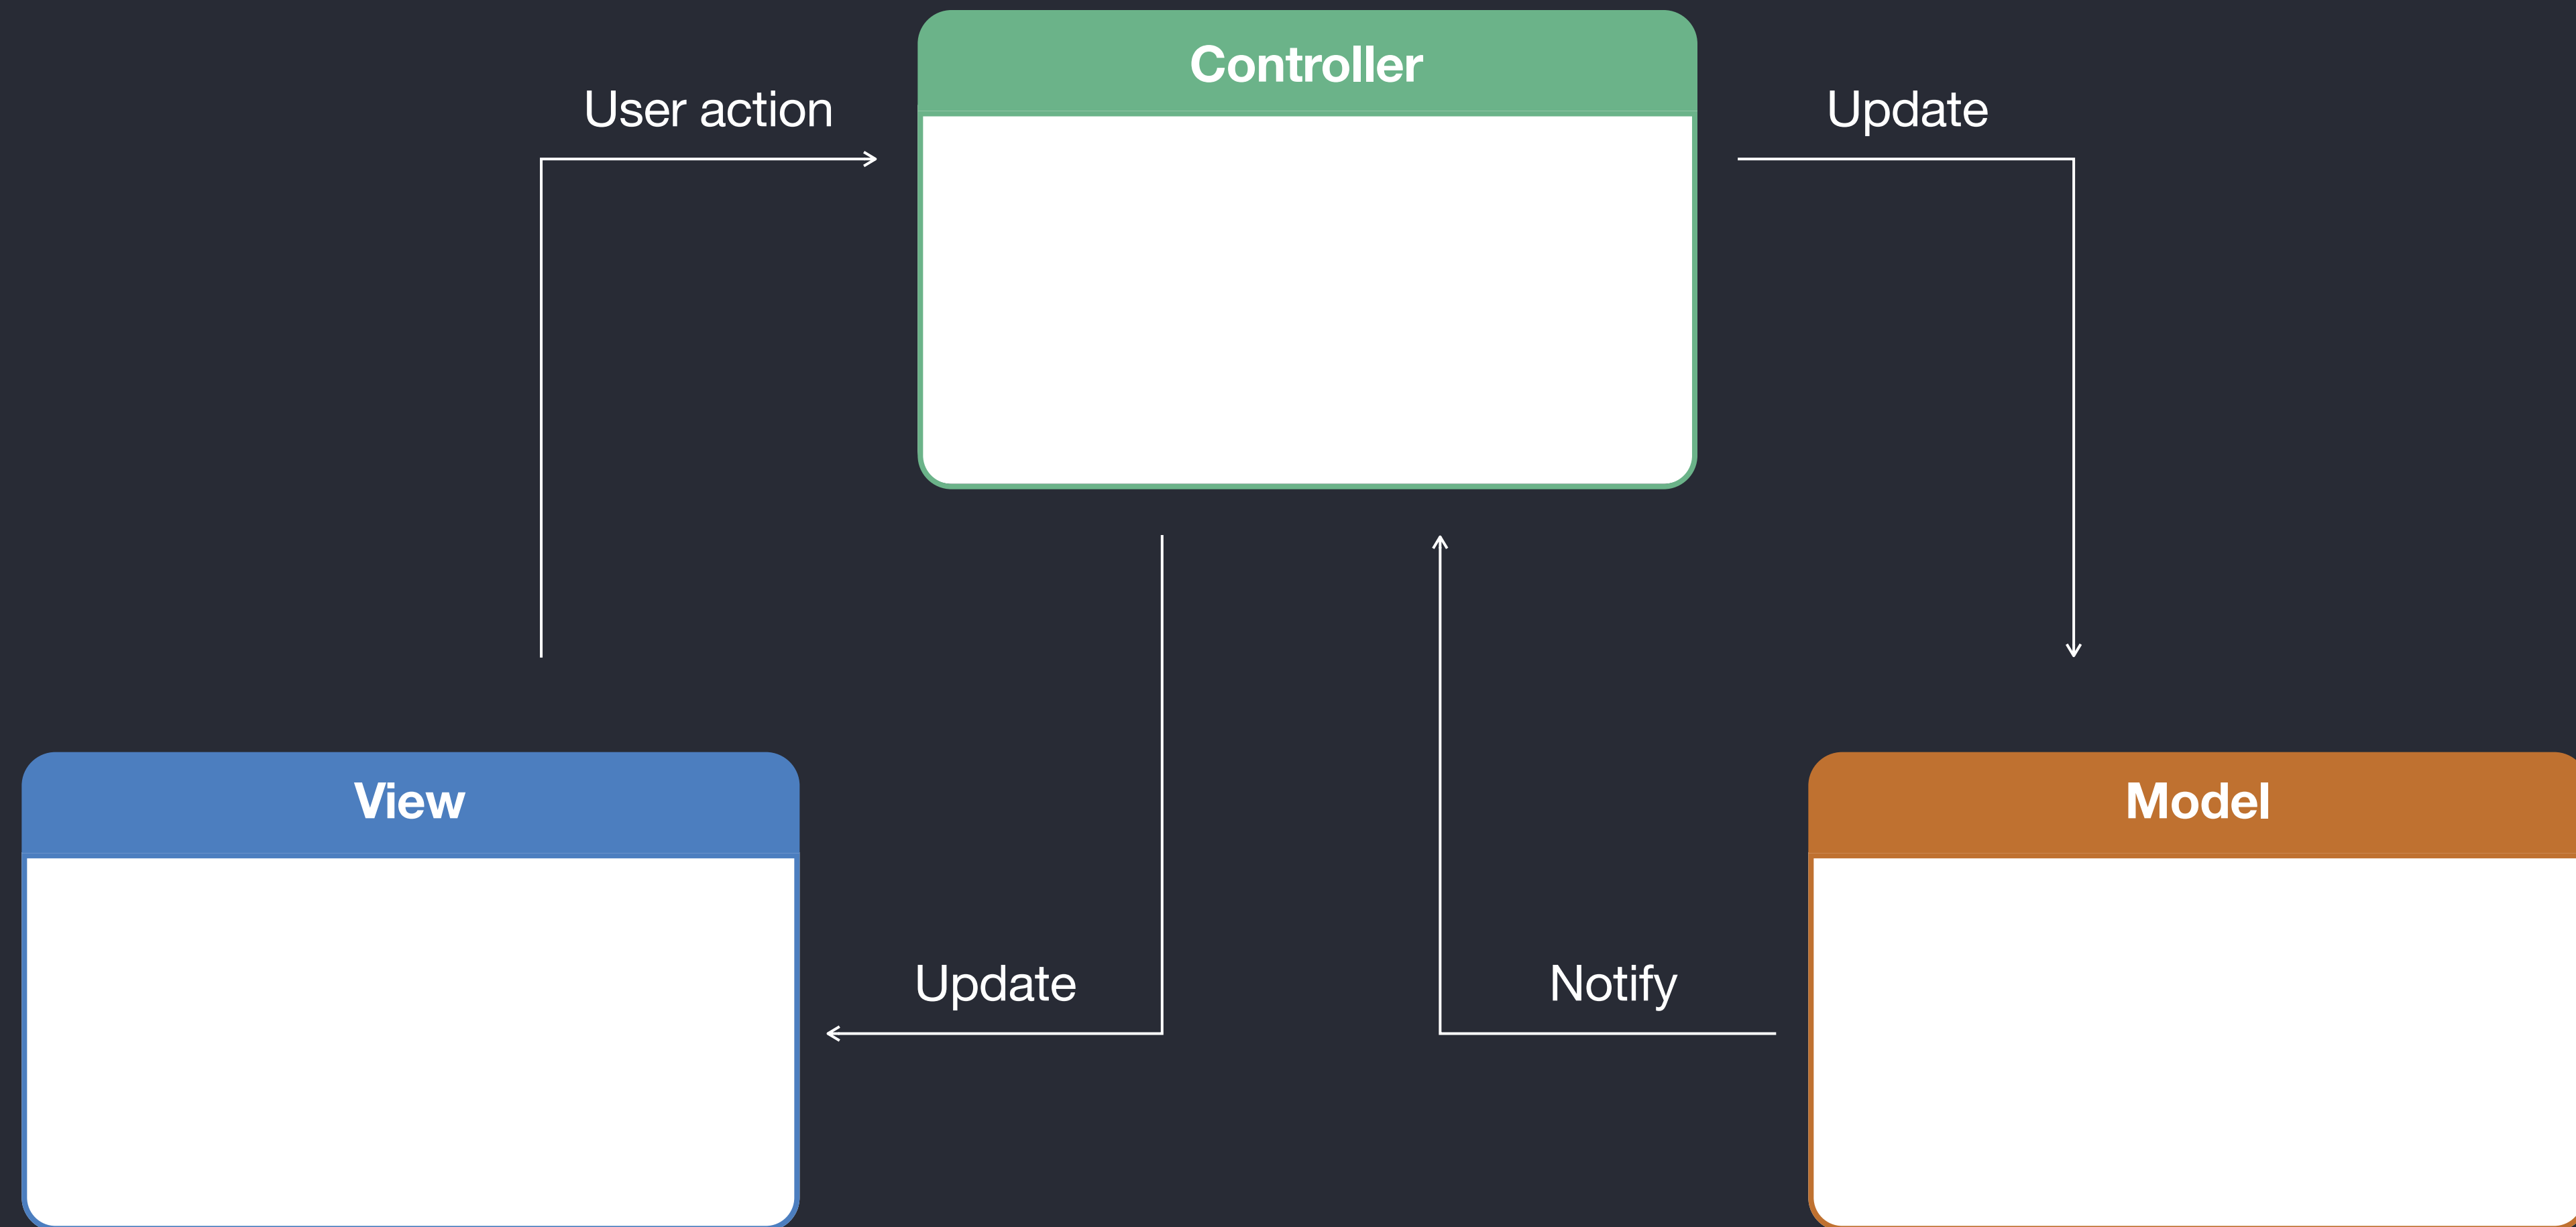 Controller
User action
Update
View
Model
Update
Notify